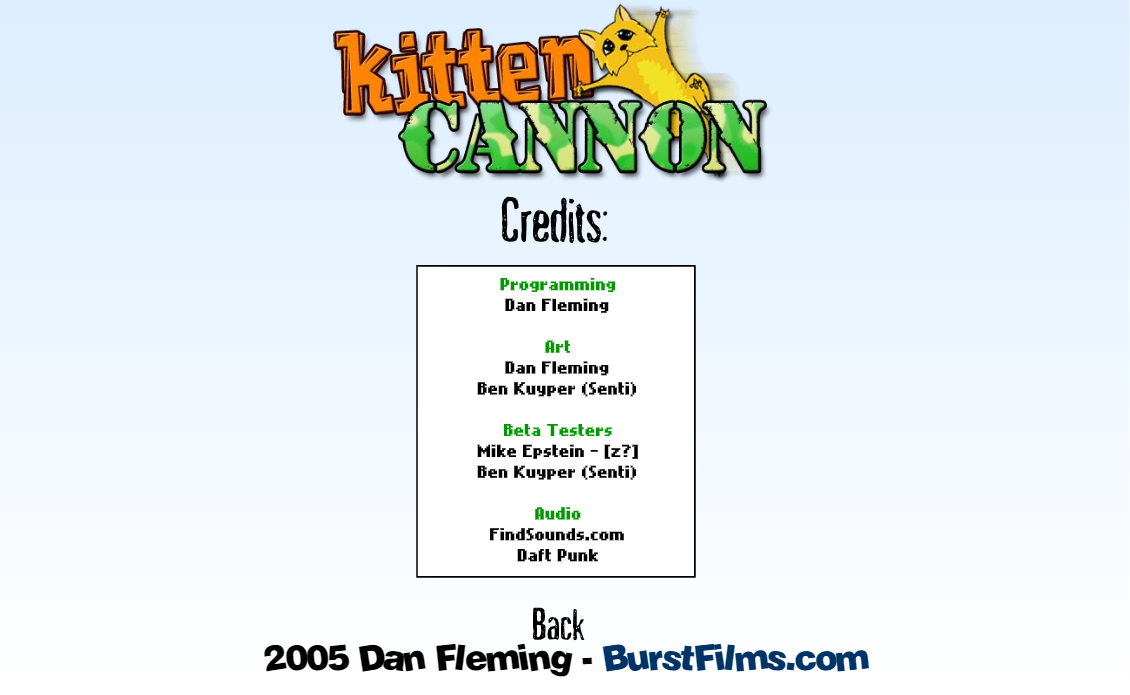 kitten
CANNON
Credits:
Programming
Dan Fleming
Art
Dan Fleming
Ben Kuyper (Senti)
Beta Testers
Mike Epstein - [z?]
Ben Kuyper (Senti)
Audio
FindSounds.com
Daft Punk
Back
2005 Dan Fleming - BurstFilms.com